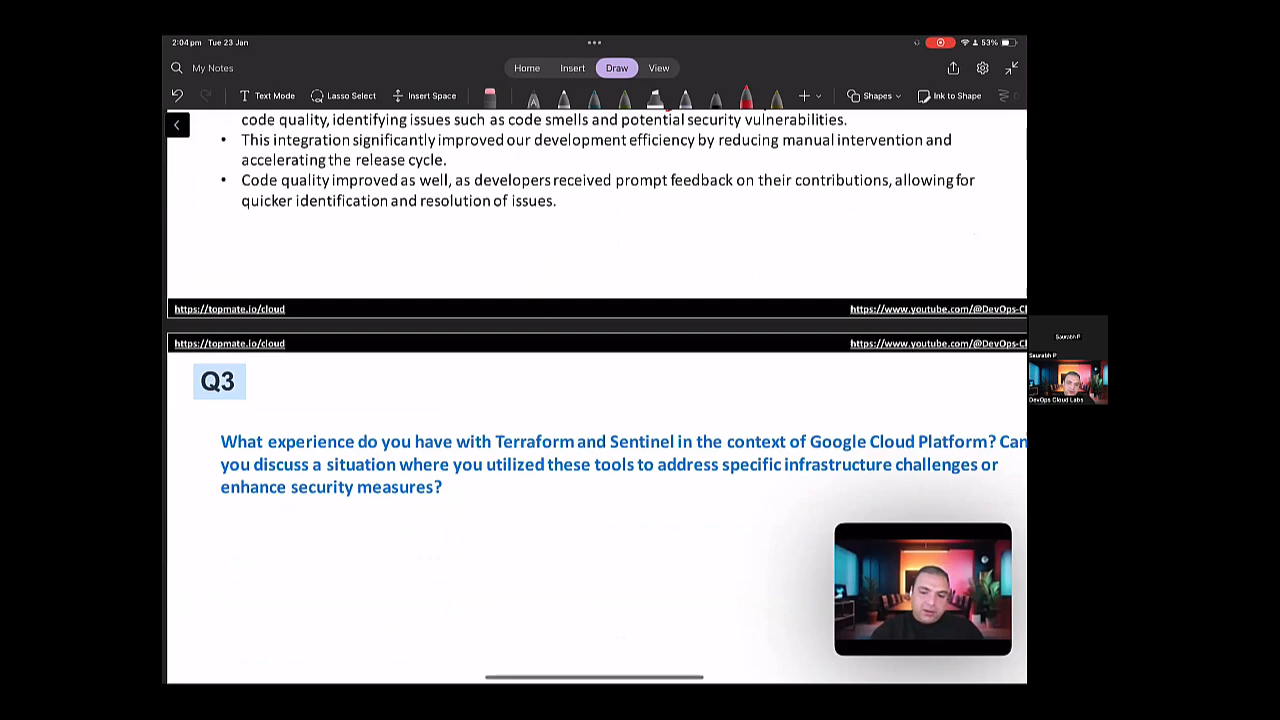 2:04 pm Tue 23 Jan
53%
My Notes
Home Insert Draw View
Text Mode Lasso Select Insert Space Shapes Ink to Shape
code quality, identifying issues such as code smells and potential security vulnerabilities.
• This integration significantly improved our development efficiency by reducing manual intervention and
accelerating the release cycle.
• Code quality improved as well, as developers received prompt feedback on their contributions, allowing for
quicker identification and resolution of issues.
https://topmate.io/cloud https://www.youtube.com/@DevOps-Cl
https://topmate.io/cloud https://www.youtube.com/@DevOps-Cl
Saurabh P
Saurabh P
DevOps Cloud Labs
Q3
What experience do you have with Terraform and Sentinel in the context of Google Cloud Platform? Can
you discuss a situation where you utilized these tools to address specific infrastructure challenges or
enhance security measures?